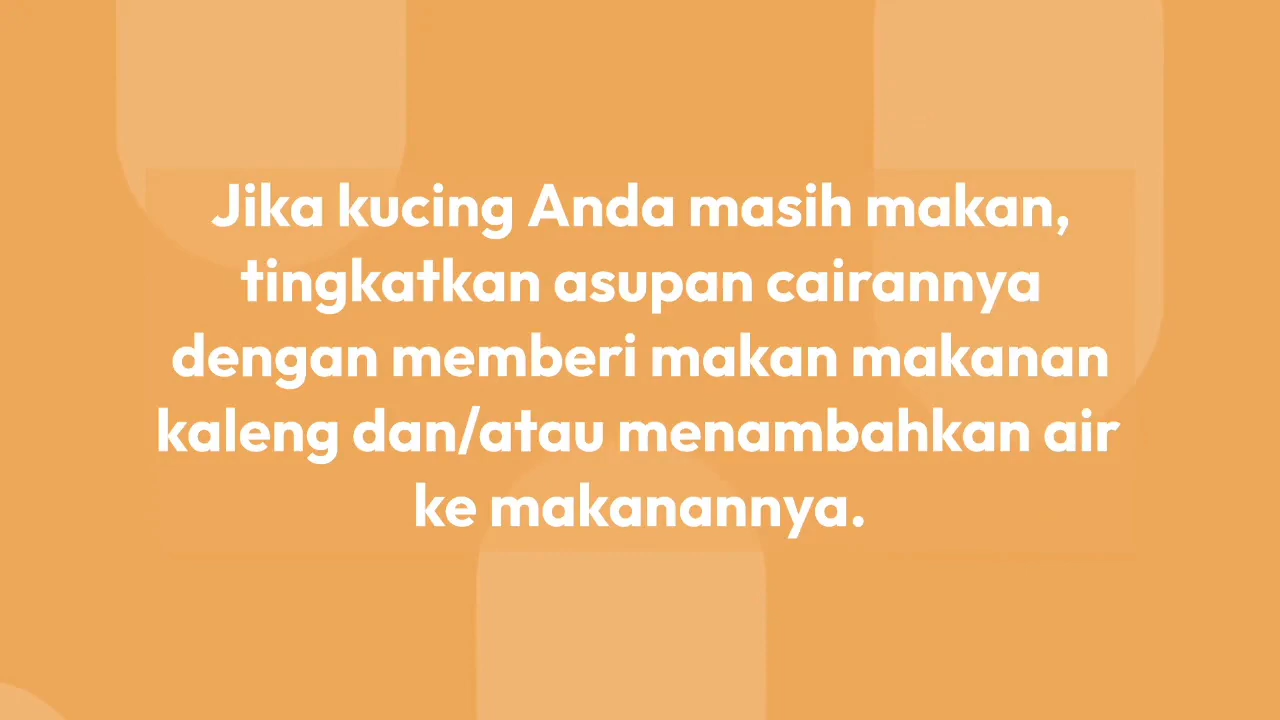 Jika kucing Anda masih makan,
tingkatkan asupan cairannya
dengan memberi makan makanan
kaleng dan/atau menambahkan air
ke makanannya.